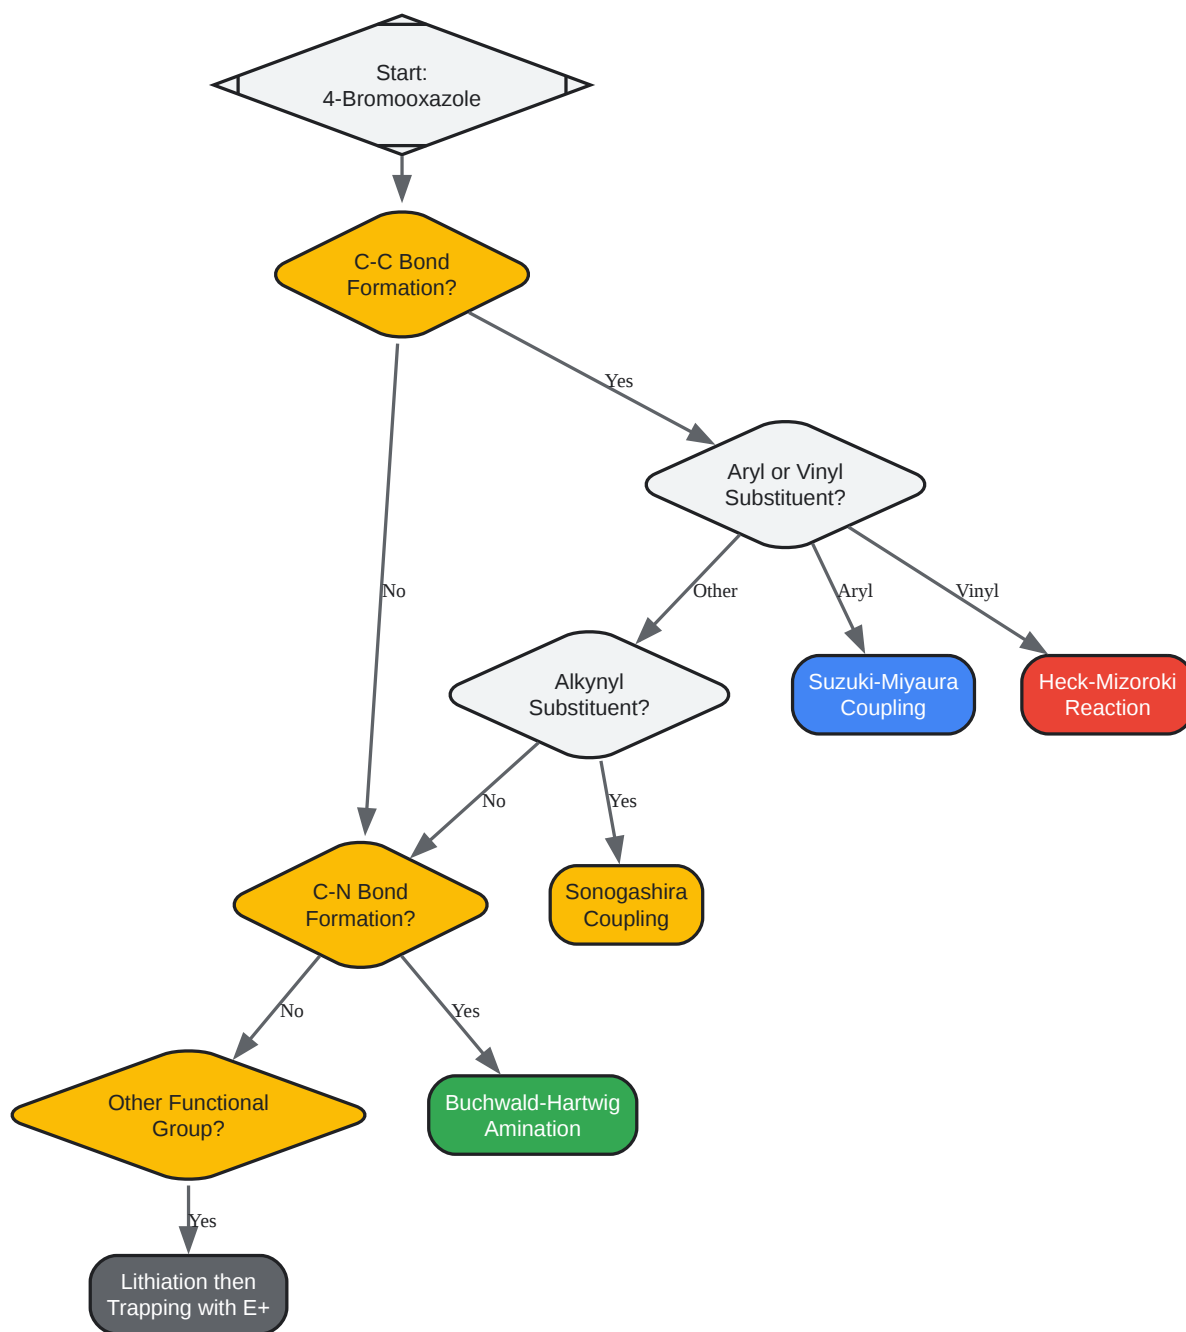 Start:
4-Bromooxazole
C-C Bond
Formation?
Yes
Aryl or Vinyl
Substituent?
No
Other
Aryl
Vinyl
Alkynyl
Substituent?
Suzuki-Miyaura
Coupling
Heck-Mizoroki
Reaction
No
Yes
C-N Bond
Formation?
Sonogashira
Coupling
No
Yes
Other Functional
Group?
Buchwald-Hartwig
Amination
Yes
Lithiation then
Trapping with E+